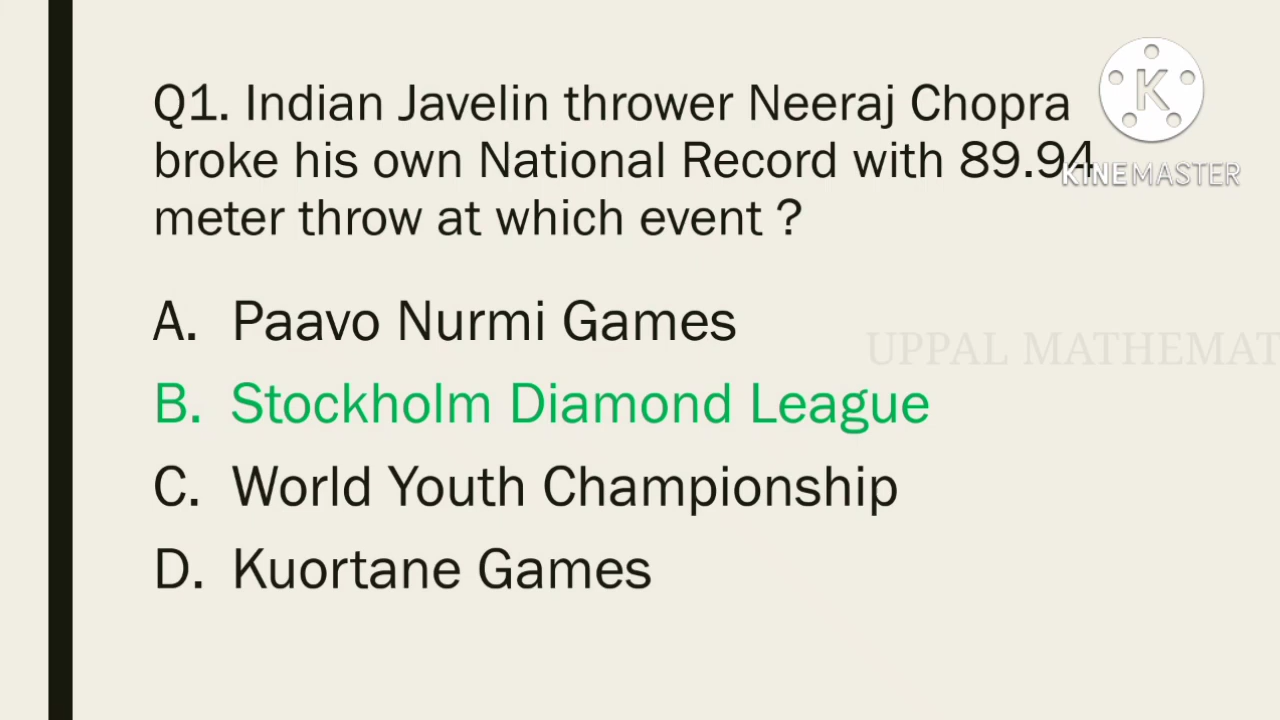 Q1. Indian Javelin thrower Neeraj Chopra
broke his own National Record with 89.94
meter throw at which event ?
K
KINEMASTER
A. Paavo Nurmi Games
UPPAL MATHEMAT
B. Stockholm Diamond League
C. World Youth Championship
D. Kuortane Games